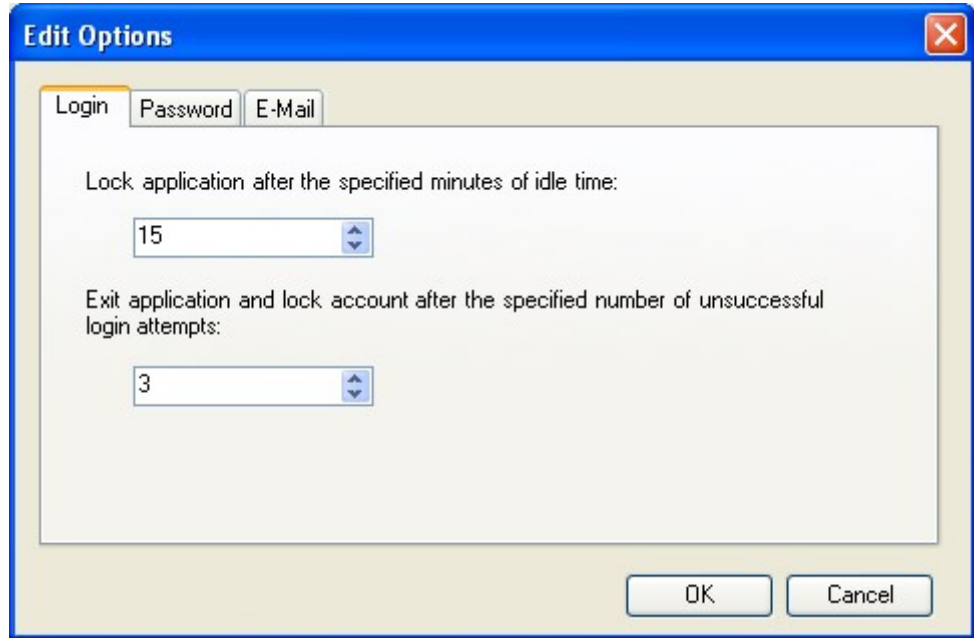 Edit Options
Login Password E-Mail
Lock application after the specified minutes of idle time:
15
Exit application and lock account after the specified number of unsuccessful
login attempts:
3
OK Cancel